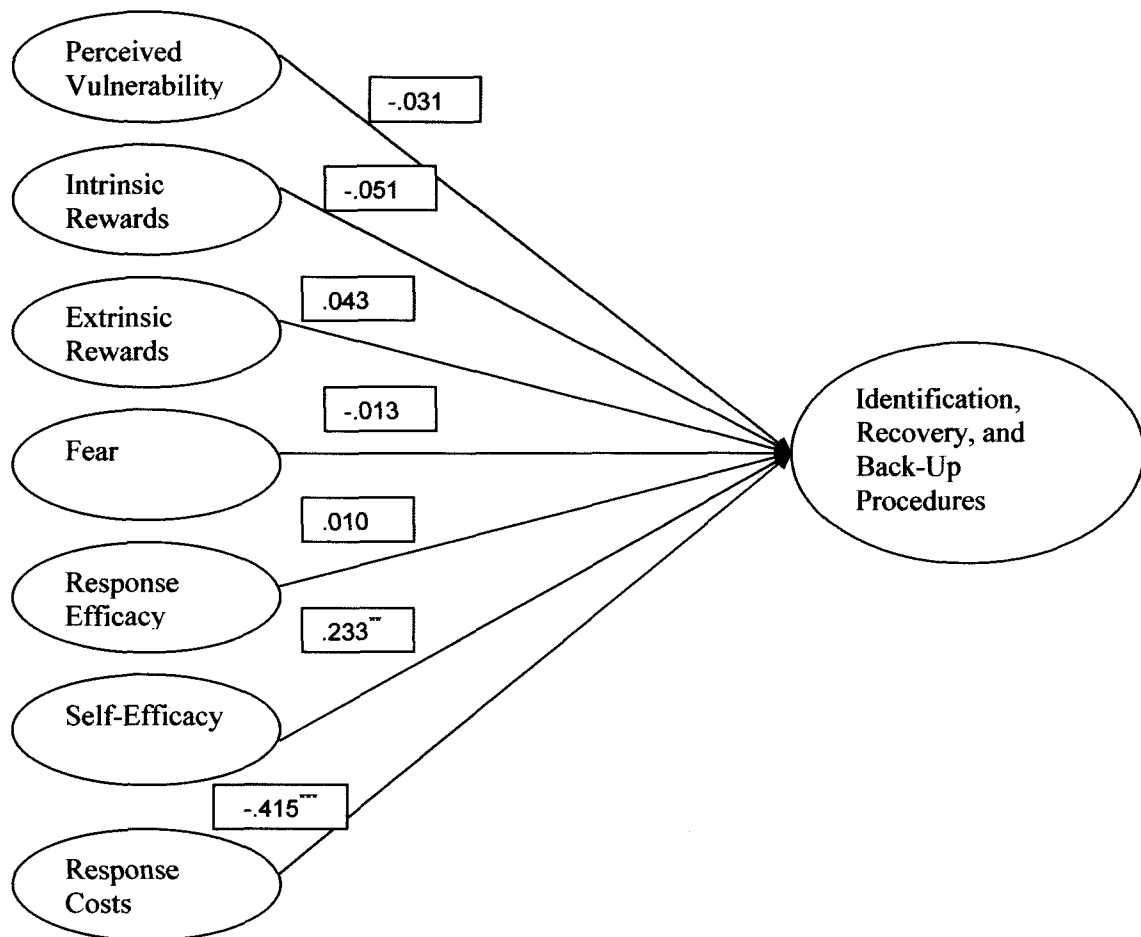 Perceived
Vulnerability
-.031
Intrinsic
Rewards
-.051
Extrinsic
Rewards
.043
Fear
-.013
Response
Efficacy
.010
Self-Efficacy
.233**
Response
Costs
-.415***
Identification,
Recovery, and
Back-Up
Procedures